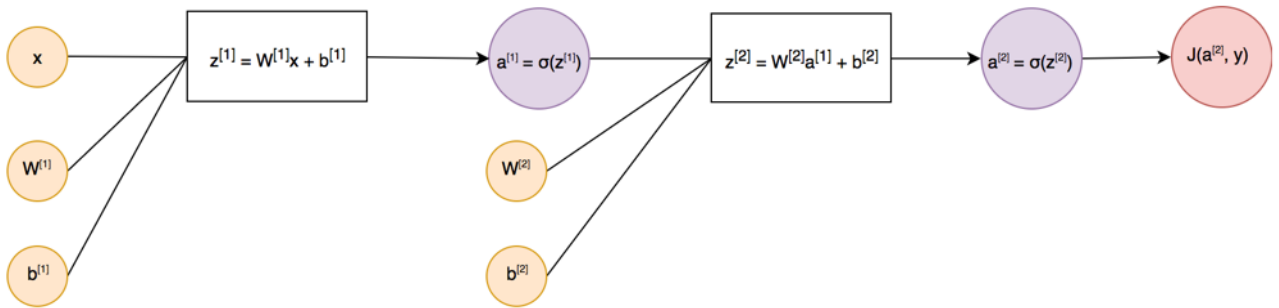 x
z[1] = W[1]x + b[1]
a[1] = σ(z[1])
z[2] = W[2]a[1] + b[2]
a[2] = σ(z[2])
J(a[2], y)
W[1]
W[2]
b[1]
b[2]